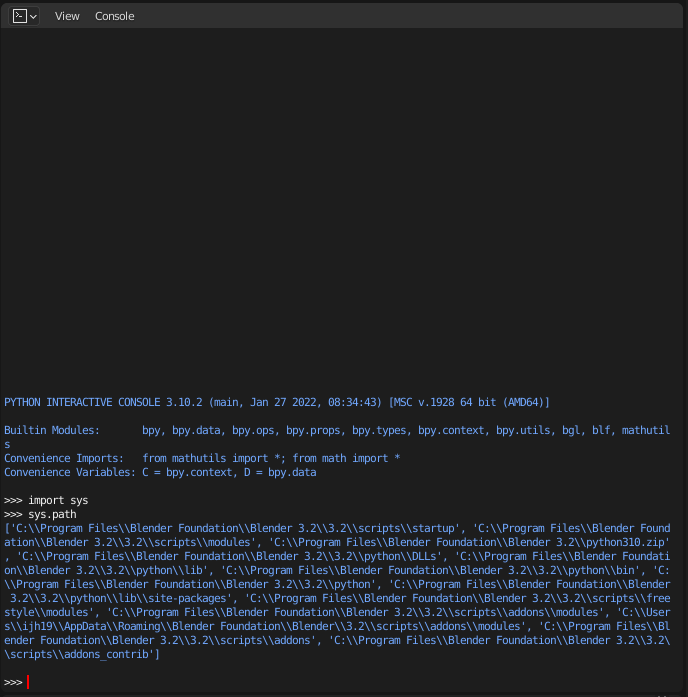 View Console
PYTHON INTERACTIVE CONSOLE 3.10.2 (main, Jan 27 2022, 08:34:43) [MSC v.1928 64 bit (AMD64)]
Builtin Modules:       bpy, bpy.data, bpy.ops, bpy.props, bpy.types, bpy.context, bpy.utils, bgl, blf, mathutil
s
Convenience Imports:   from mathutils import *; from math import *
Convenience Variables: C = bpy.context, D = bpy.data
>>> import sys
>>> sys.path
['C:\\Program Files\\Blender Foundation\\Blender 3.2\\3.2\\scripts\\startup', 'C:\\Program Files\\Blender Found
ation\\Blender 3.2\\3.2\\scripts\\modules', 'C:\\Program Files\\Blender Foundation\\Blender 3.2\\python310.zip'
, 'C:\\Program Files\\Blender Foundation\\Blender 3.2\\3.2\\python\\DLLs', 'C:\\Program Files\\Blender Foundati
on\\Blender 3.2\\3.2\\python\\lib', 'C:\\Program Files\\Blender Foundation\\Blender 3.2\\3.2\\python\\bin', 'C:
\\Program Files\\Blender Foundation\\Blender 3.2\\3.2\\python', 'C:\\Program Files\\Blender Foundation\\Blender
 3.2\\3.2\\python\\lib\\site-packages', 'C:\\Program Files\\Blender Foundation\\Blender 3.2\\3.2\\scripts\\free
style\\modules', 'C:\\Program Files\\Blender Foundation\\Blender 3.2\\3.2\\scripts\\addons\\modules', 'C:\\User
s\\ijh19\\AppData\\Roaming\\Blender Foundation\\Blender\\3.2\\scripts\\addons\\modules', 'C:\\Program Files\\Bl
ender Foundation\\Blender 3.2\\3.2\\scripts\\addons', 'C:\\Program Files\\Blender Foundation\\Blender 3.2\\3.2\
\scripts\\addons_contrib']
>>>